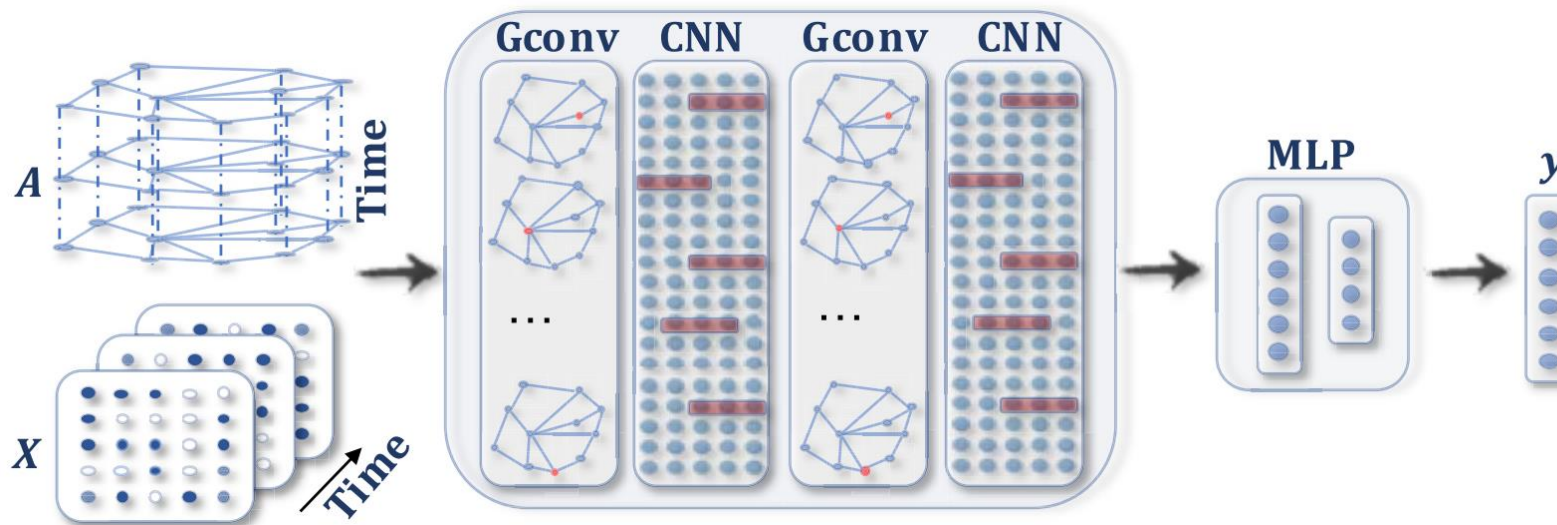 Gconv CNN Gconv CNN
A
Time
...
...
MLP
y
X
Time